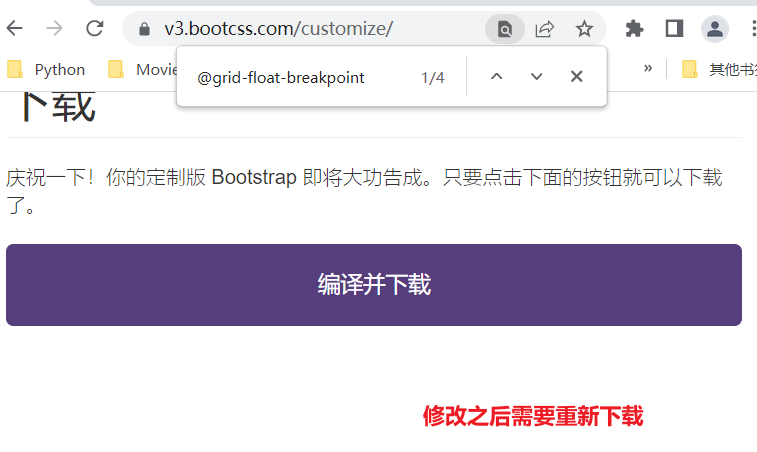 v3.bootcss.com/customize/
Python
Movie
其他书签
@grid-float-breakpoint 1/4
下载
庆祝一下！你的定制版 Bootstrap 即将大功告成。只要点击下面的按钮就可以下载
了。
编译并下载
修改之后需要重新下载